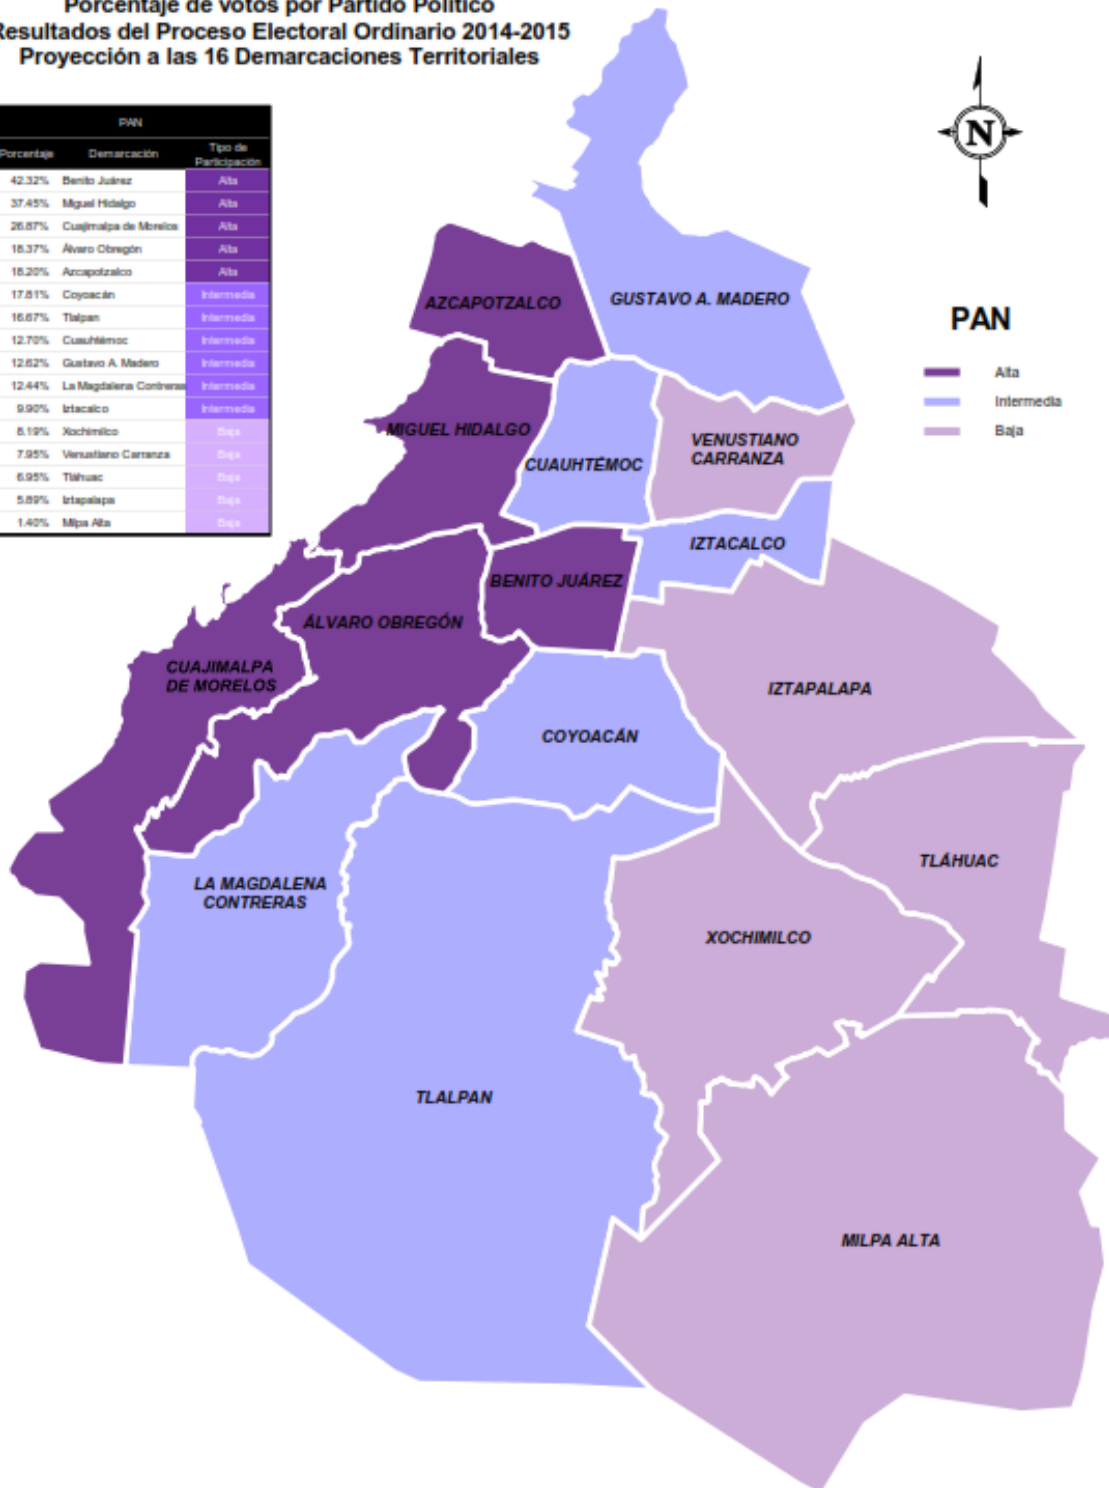 Porcentaje de votos por Partido Político
Resultados del Proceso Electoral Ordinario 2014-2015
Proyección a las 16 Demarcaciones Territoriales
PAN
Porcentaje Demarcación Tipo de Participación
42.32% Benito Juárez Alta
37.45% Miguel Hidalgo Alta
26.87% Cuajimalpa de Morelos Alta
18.37% Álvaro Obregón Alta
18.20% Azcapotzalco Alta
17.81% Coyoacán Intermedia
16.67% Tlalpan Intermedia
12.70% Cuauhtémoc Intermedia
12.62% Gustavo A. Madero Intermedia
12.44% La Magdalena Contreras Intermedia
9.90% Iztacalco Intermedia
8.19% Xochimilco Baja
7.95% Venustiano Carranza Baja
6.95% Tláhuac Baja
5.89% Iztapalapa Baja
1.40% Milpa Alta Baja
N
PAN
Alta
Intermedia
Baja
AZCAPOTZALCO
GUSTAVO A. MADERO
MIGUEL HIDALGO
CUAUHTÉMOC
VENUSTIANO
CARRANZA
IZTACALCO
BENITO JUÁREZ
ÁLVARO OBREGÓN
CUAJIMALPA
DE MORELOS
IZTAPALAPA
COYOACÁN
TLÁHUAC
LA MAGDALENA
CONTRERAS
XOCHIMILCO
TLALPAN
MILPA ALTA